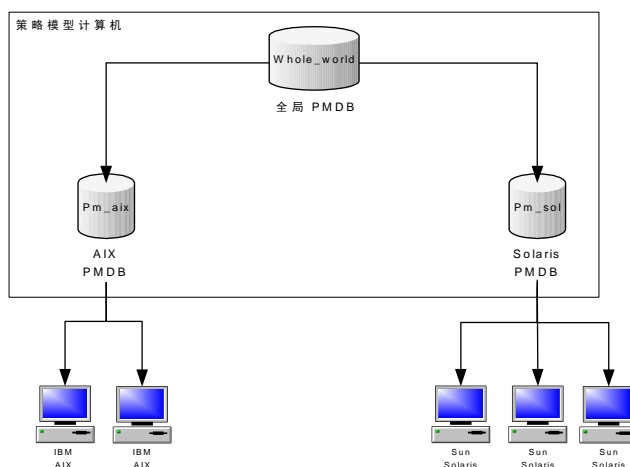 策略模型计算机
Whole_world
全局 PMDB
Pm_aix
Pm_sol
AIX
PMDB
Solaris
PMDB
IBM
AIX
IBM
AIX
Sun
Solaris
Sun
Solaris
Sun
Solaris